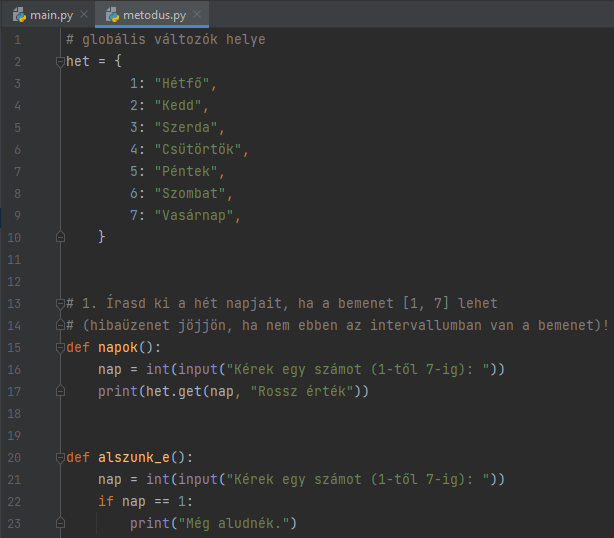 main.py metodus.py
1 # globális változók helye
2 het = {
3 1: "Hétfő",
4 2: "Kedd",
5 3: "Szerda",
6 4: "Csütörtök",
7 5: "Péntek",
8 6: "Szombat",
9 7: "Vasárnap",
10 }
11
12
13 # 1. Írasd ki a hét napjait, ha a bemenet [1, 7] lehet
14 # (hibaüzenet jöjjön, ha nem ebben az intervallumban van a bemenet)!
15 def napok():
16 nap = int(input("Kérek egy számot (1-től 7-ig): "))
17 print(het.get(nap, "Rossz érték"))
18
19
20 def alszunk_e():
21 nap = int(input("Kérek egy számot (1-től 7-ig): "))
22 if nap == 1:
23 print("Még aludnék.")